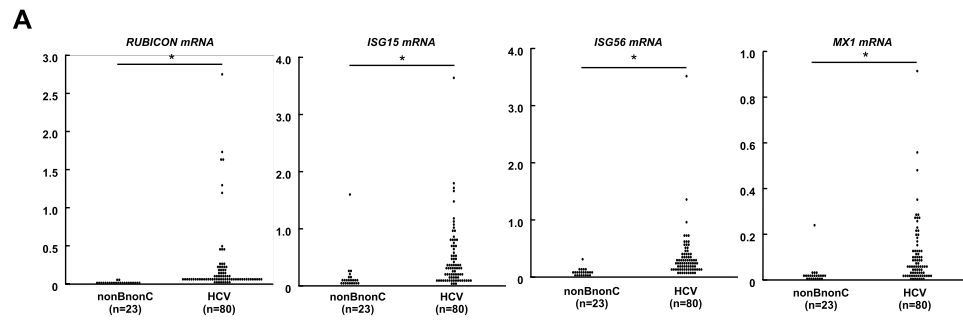 A
RUBICON mRNA
*
3.0
2.5
2.0
1.5
1.0
0.5
0
nonBnonC
(n=23)
HCV
(n=80)
ISG15 mRNA
*
4.0
3.0
2.0
1.0
0
nonBnonC
(n=23)
HCV
(n=80)
ISG56 mRNA
*
4.0
3.0
2.0
1.0
0
nonBnonC
(n=23)
HCV
(n=80)
MX1 mRNA
*
1.0
0.8
0.6
0.4
0.2
0
nonBnonC
(n=23)
HCV
(n=80)